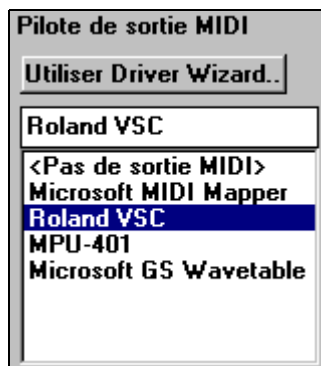 Pilote de sortie MIDI
Utiliser Driver Wizard..
Roland VSC
<Pas de sortie MIDI>
Microsoft MIDI Mapper
Roland VSC
MPU-401
Microsoft GS Wavetable